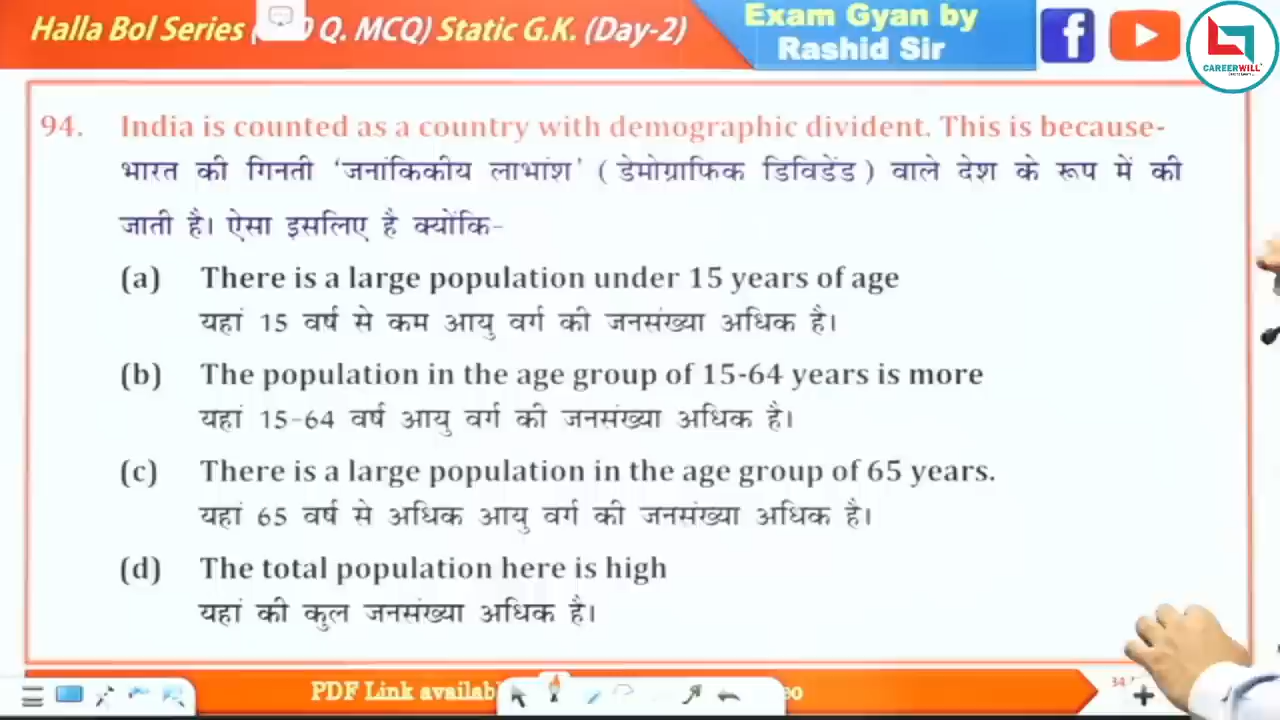 Halla Bol Series ( 0 Q. MCQ) Static G.K. (Day-2)
Exam Gyan by
Rashid Sir
CAREERWILL
94. India is counted as a country with demographic divident. This is because-
भारत की गिनती ‘जनांकिकीय लाभांश’ ( डेमोग्राफिक डिविडेंड ) वाले देश के रूप में की
जाती है। ऐसा इसलिए है क्योंकि-
(a) There is a large population under 15 years of age
यहां 15 वर्ष से कम आयु वर्ग की जनसंख्या अधिक है।
(b) The population in the age group of 15-64 years is more
यहां 15-64 वर्ष आयु वर्ग की जनसंख्या अधिक है।
(c) There is a large population in the age group of 65 years.
यहां 65 वर्ष से अधिक आयु वर्ग की जनसंख्या अधिक है।
(d) The total population here is high
यहां की कुल जनसंख्या अधिक है।
PDF Link